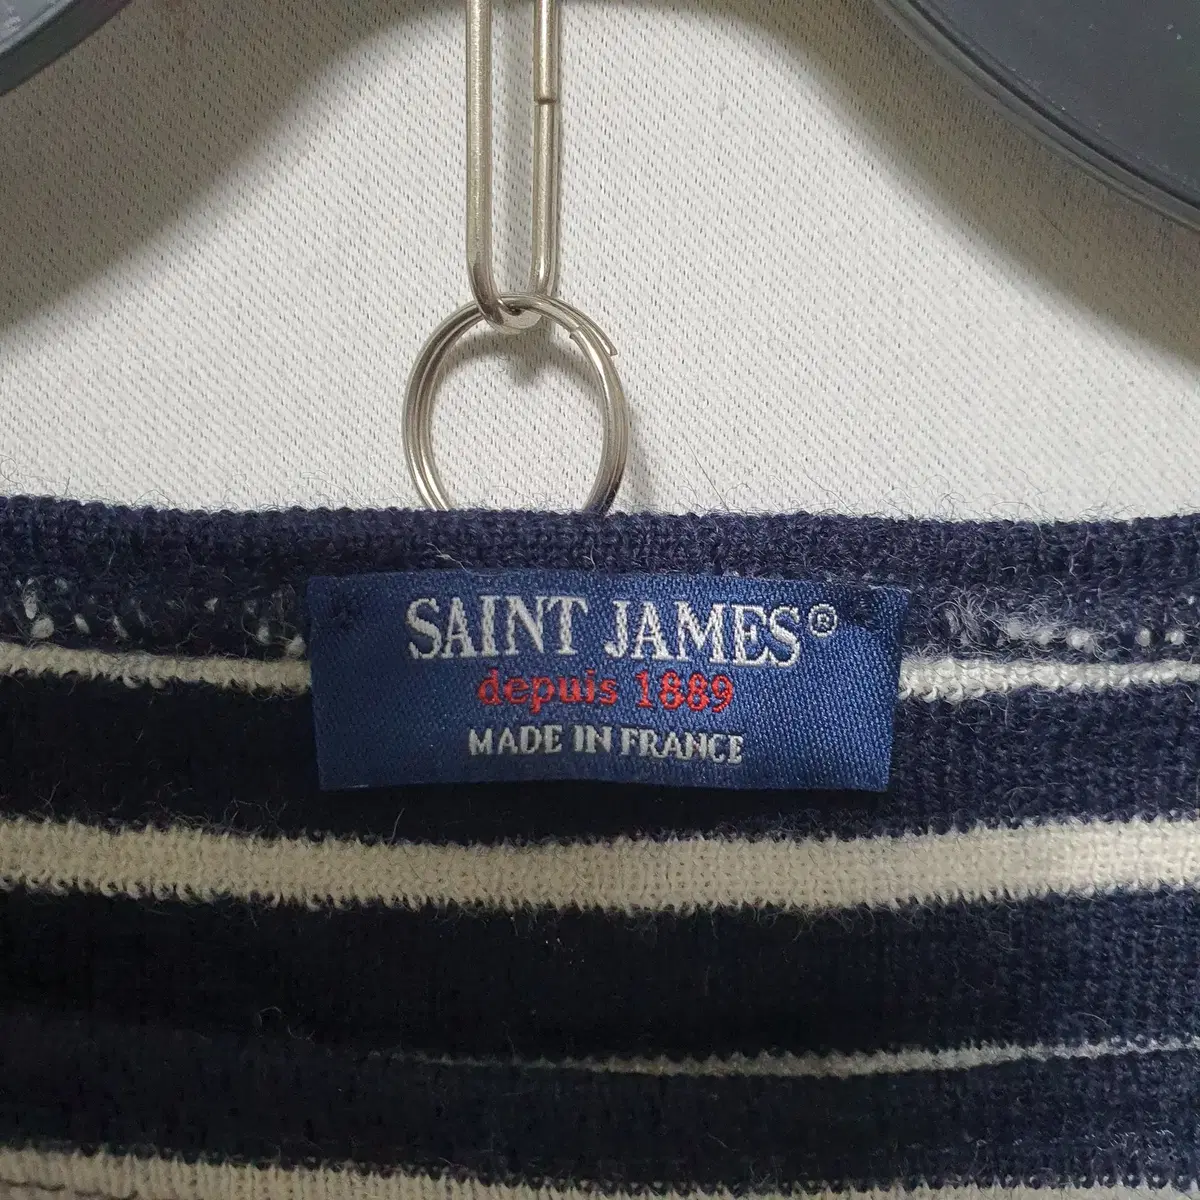 SAINT JAMES®
depuis 1889
MADE IN FRANCE